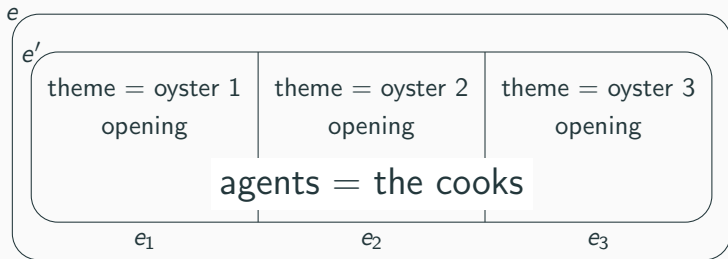 e
e′
theme = oyster 1 theme = oyster 2 theme = oyster 3
opening opening opening
agents = the cooks
e₁ e₂ e₃